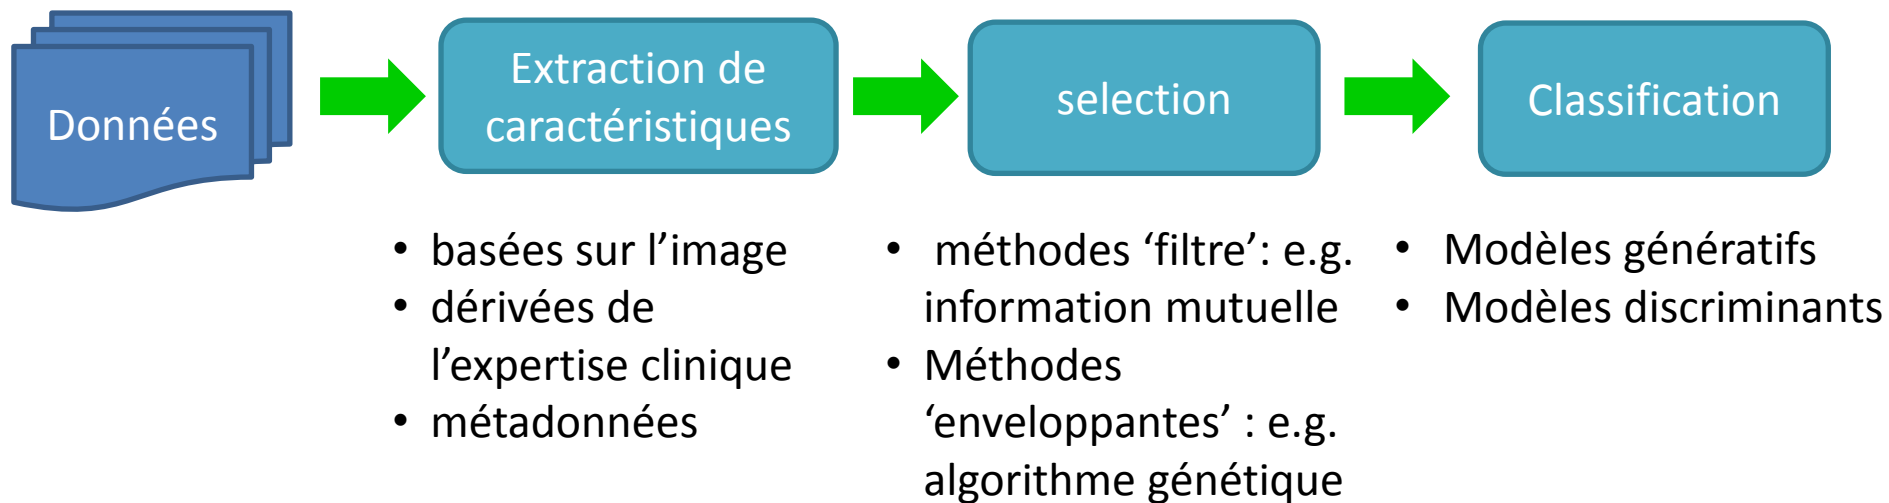 Données
Extraction de
caractéristiques
selection
Classification
• basées sur l’image
• dérivées de
l’expertise clinique
• métadonnées
• méthodes ‘filtre’: e.g.
information mutuelle
• Méthodes
‘enveloppantes’ : e.g.
algorithme génétique
• Modèles génératifs
• Modèles discriminants